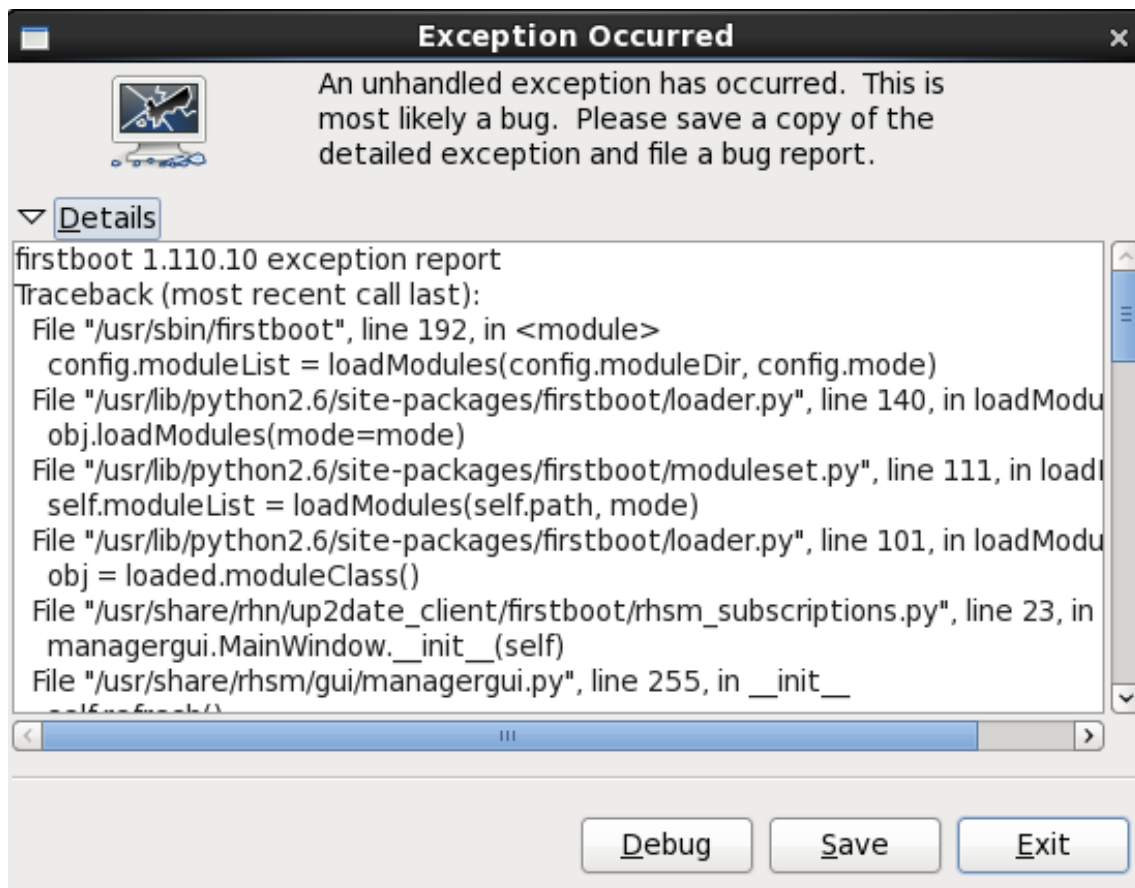 Exception Occurred
An unhandled exception has occurred.  This is
most likely a bug.  Please save a copy of the
detailed exception and file a bug report.
Details
firstboot 1.110.10 exception report
Traceback (most recent call last):
  File "/usr/sbin/firstboot", line 192, in <module>
    config.moduleList = loadModules(config.moduleDir, config.mode)
  File "/usr/lib/python2.6/site-packages/firstboot/loader.py", line 140, in loadModu
    obj.loadModules(mode=mode)
  File "/usr/lib/python2.6/site-packages/firstboot/moduleset.py", line 111, in load
    self.moduleList = loadModules(self.path, mode)
  File "/usr/lib/python2.6/site-packages/firstboot/loader.py", line 101, in loadModu
    obj = loaded.moduleClass()
  File "/usr/share/rhn/up2date_client/firstboot/rhsm_subscriptions.py", line 23, in
    managergui.MainWindow.__init__(self)
  File "/usr/share/rhsm/gui/managergui.py", line 255, in __init__
    self.refresh()
Debug
Save
Exit